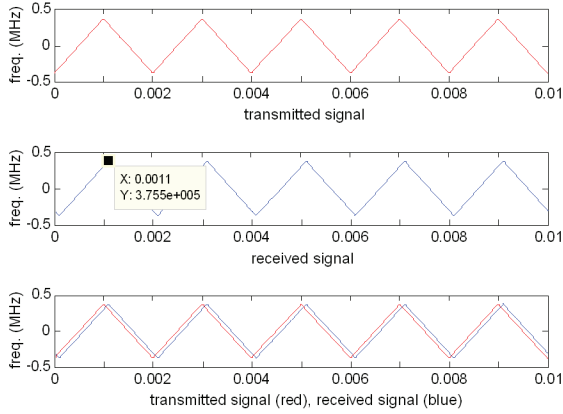 freq. (MHz)
0.5
0
-0.5
0 0.002 0.004 0.006 0.008 0.01
transmitted signal
freq. (MHz)
0.5
0
-0.5
X: 0.0011
Y: 3.755e+005
0 0.002 0.004 0.006 0.008 0.01
received signal
freq. (MHz)
0.5
0
-0.5
0 0.002 0.004 0.006 0.008 0.01
transmitted signal (red), received signal (blue)